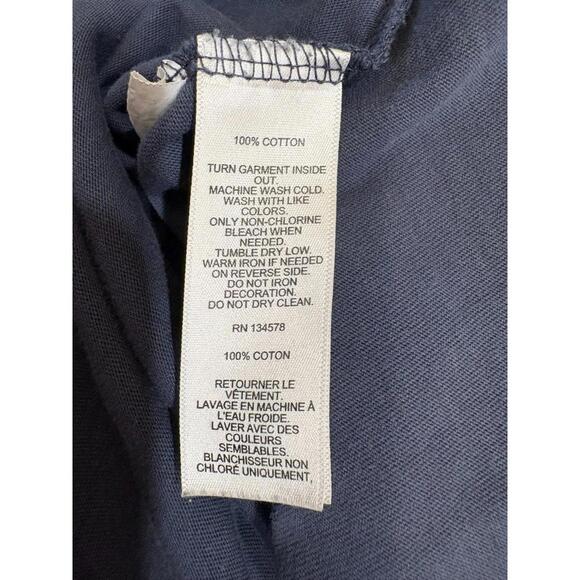 100% COTTON
TURN GARMENT INSIDE
OUT.
MACHINE WASH COLD.
WASH WITH LIKE
COLORS.
ONLY NON-CHLORINE
BLEACH WHEN
NEEDED.
TUMBLE DRY LOW.
WARM IRON IF NEEDED
ON REVERSE SIDE.
DO NOT IRON
DECORATION.
DO NOT DRY CLEAN.
RN 134578
100% COTON
RETOURNER LE
VÊTEMENT.
LAVAGE EN MACHINE À
L'EAU FROIDE.
LAVER AVEC DES
COULEURS
SEMBLABLES.
BLANCHISSEUR NON
CHLORÉ UNIQUEMENT,